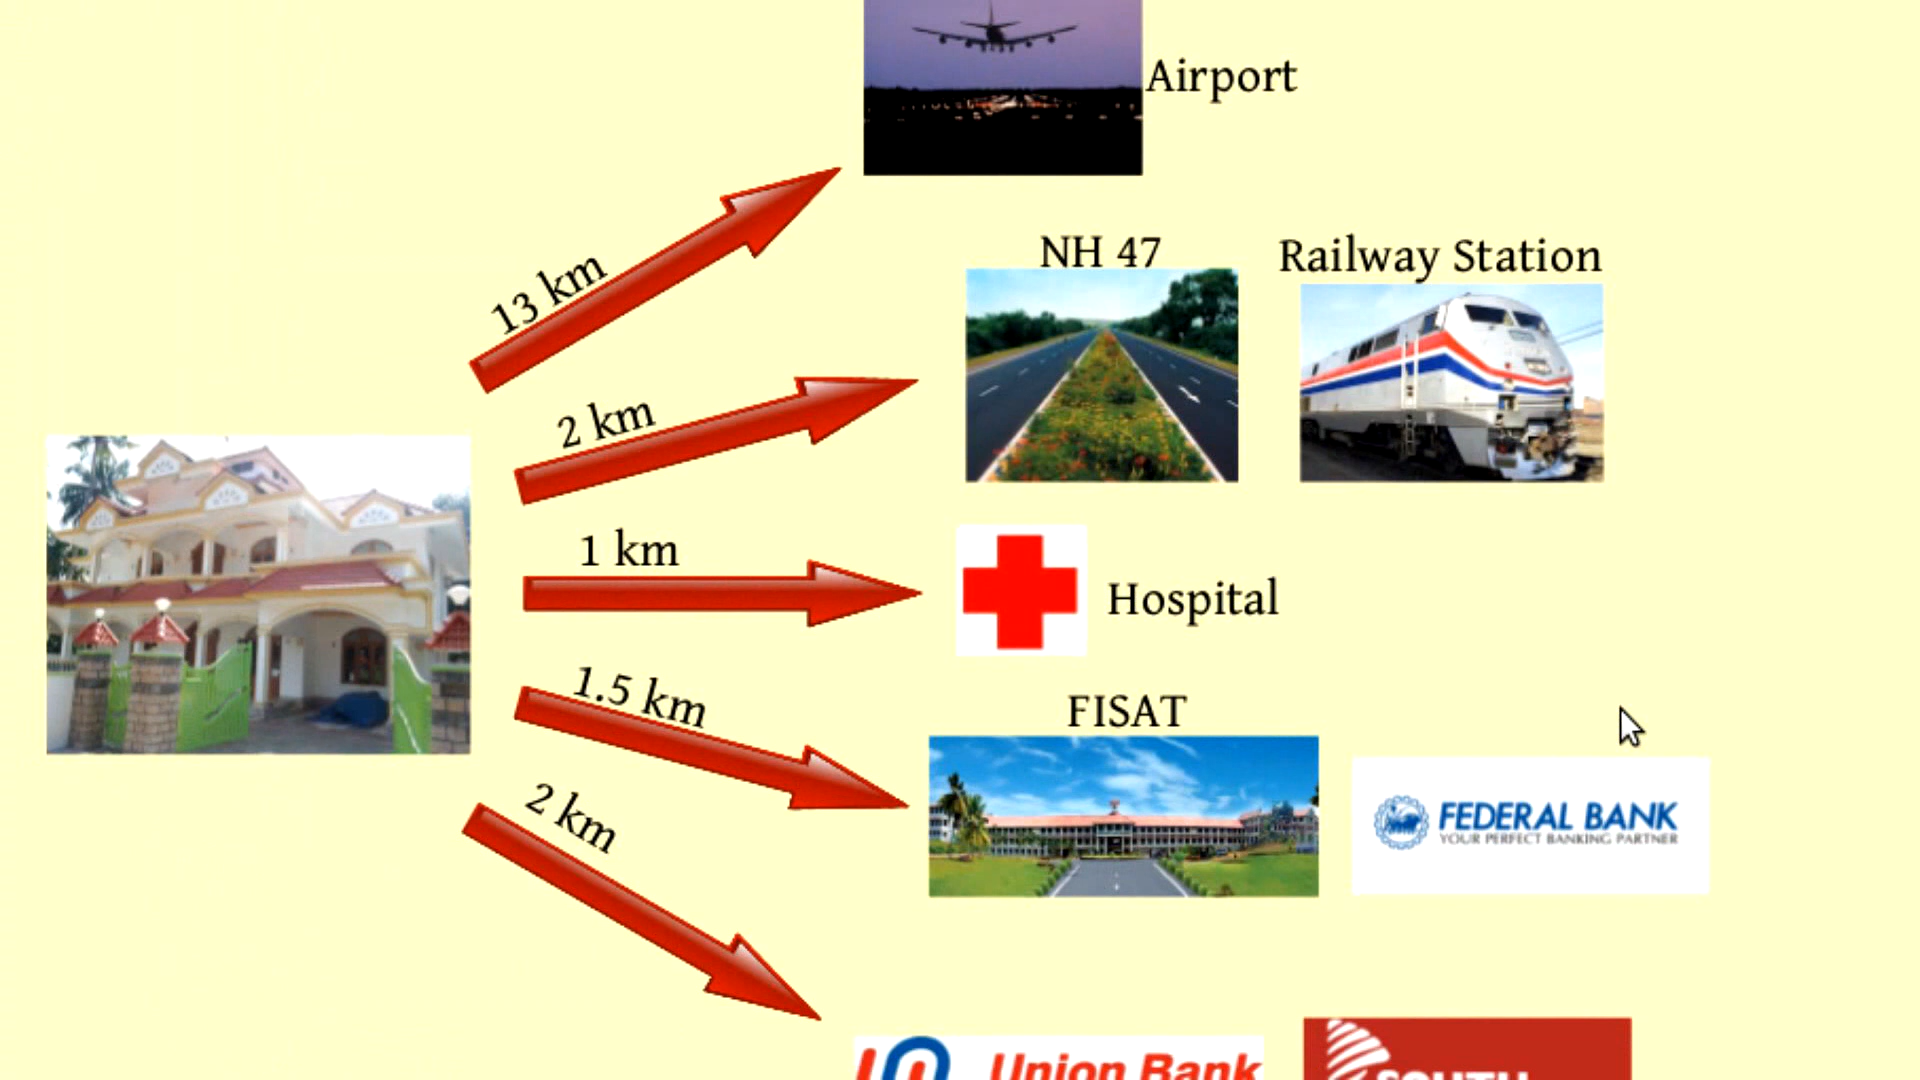 Airport
13 km
NH 47
Railway Station
2 km
1 km
Hospital
1.5 km
FISAT
FEDERAL BANK
YOUR PERFECT BANKING PARTNER
2 km
Union Bank
SOUTH